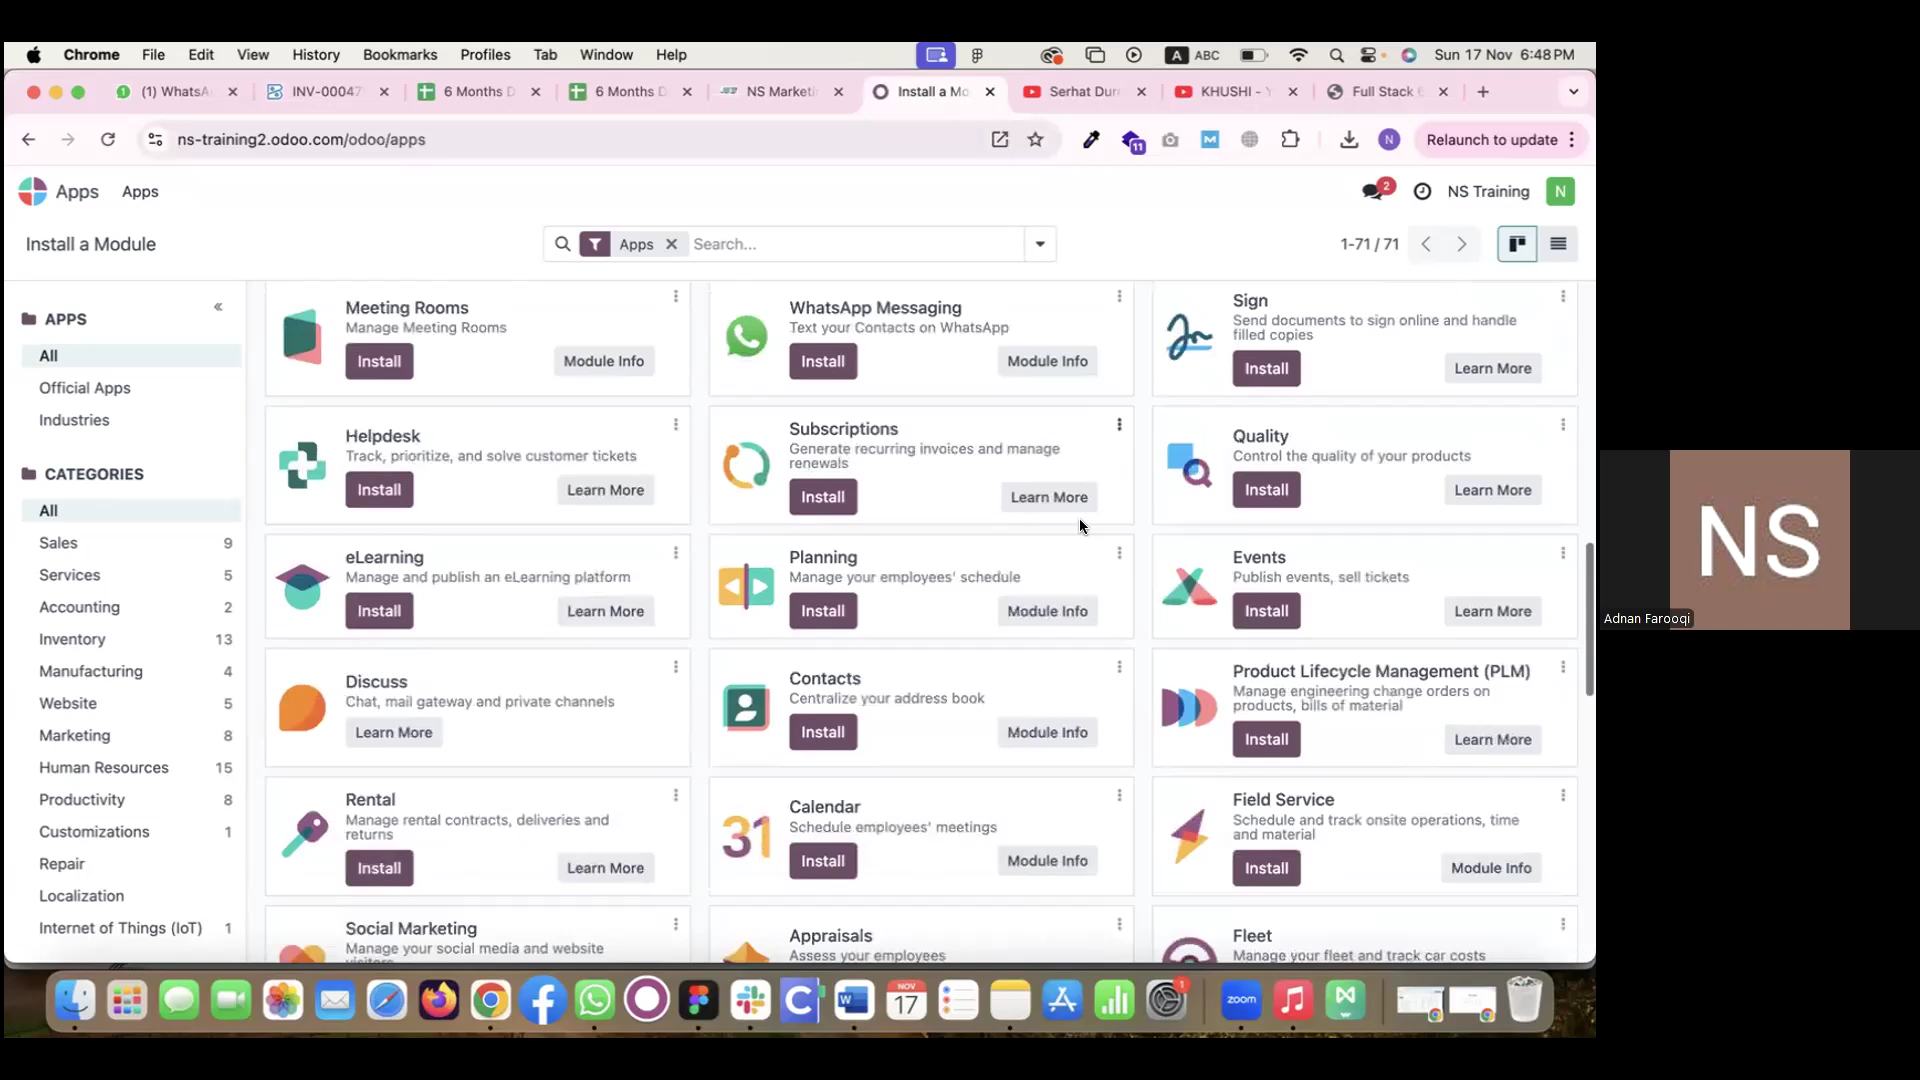 Chrome File Edit View History Bookmarks Profiles Tab Window Help A ABC Sun 17 Nov 6:48 PM
(1) WhatsA INV-00047 6 Months D 6 Months D NS Marketi Install a Mo Serhat Dur KHUSHI - Y Full Stack
ns-training2.odoo.com/odoo/apps 11 M N Relaunch to update
Apps Apps 2 NS Training N
Install a Module Apps Search... 1-71 / 71
APPS
All
Official Apps
Industries
CATEGORIES
All
Sales 9
Services 5
Accounting 2
Inventory 13
Manufacturing 4
Website 5
Marketing 8
Human Resources 15
Productivity 8
Customizations 1
Repair
Localization
Internet of Things (IoT) 1
Meeting Rooms
Manage Meeting Rooms
Install Module Info
WhatsApp Messaging
Text your Contacts on WhatsApp
Install Module Info
Sign
Send documents to sign online and handle
filled copies
Install Learn More
Helpdesk
Track, prioritize, and solve customer tickets
Install Learn More
Subscriptions
Generate recurring invoices and manage
renewals
Install Learn More
Quality
Control the quality of your products
Install Learn More
eLearning
Manage and publish an eLearning platform
Install Learn More
Planning
Manage your employees' schedule
Install Module Info
Events
Publish events, sell tickets
Install Learn More
Discuss
Chat, mail gateway and private channels
Learn More
Contacts
Centralize your address book
Install Module Info
Product Lifecycle Management (PLM)
Manage engineering change orders on
products, bills of material
Install Learn More
Rental
Manage rental contracts, deliveries and
returns
Install Learn More
31
Calendar
Schedule employees' meetings
Install Module Info
Field Service
Schedule and track onsite operations, time
and material
Install Module Info
Social Marketing
Manage your social media and website
visitors
Appraisals
Assess your employees
Fleet
Manage your fleet and track car costs
NOV
17
zoom
1
NS
Adnan Farooqi